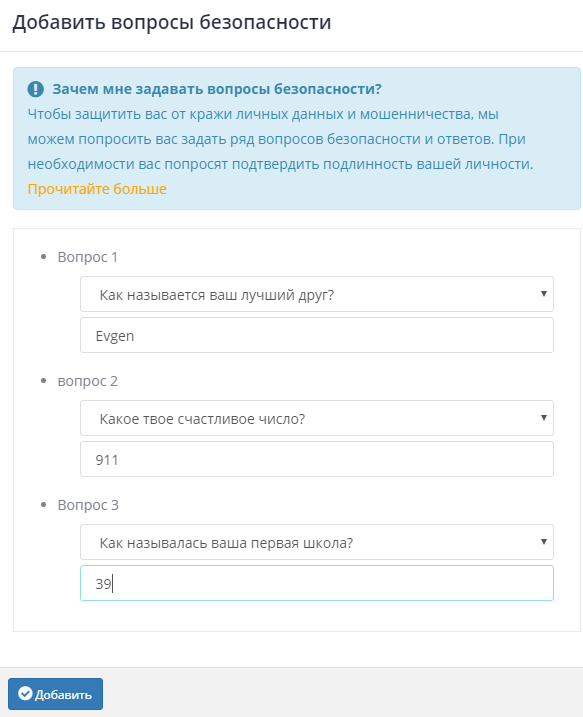 Добавить вопросы безопасности
Зачем мне задавать вопросы безопасности?
Чтобы защитить вас от кражи личных данных и мошенничества, мы
можем попросить вас задать ряд вопросов безопасности и ответов. При
необходимости вас попросят подтвердить подлинность вашей личности.
Прочитайте больше
Вопрос 1
Как называется ваш лучший друг?
Evgen
вопрос 2
Какое твое счастливое число?
911
Вопрос 3
Как называлась ваша первая школа?
39
Добавить